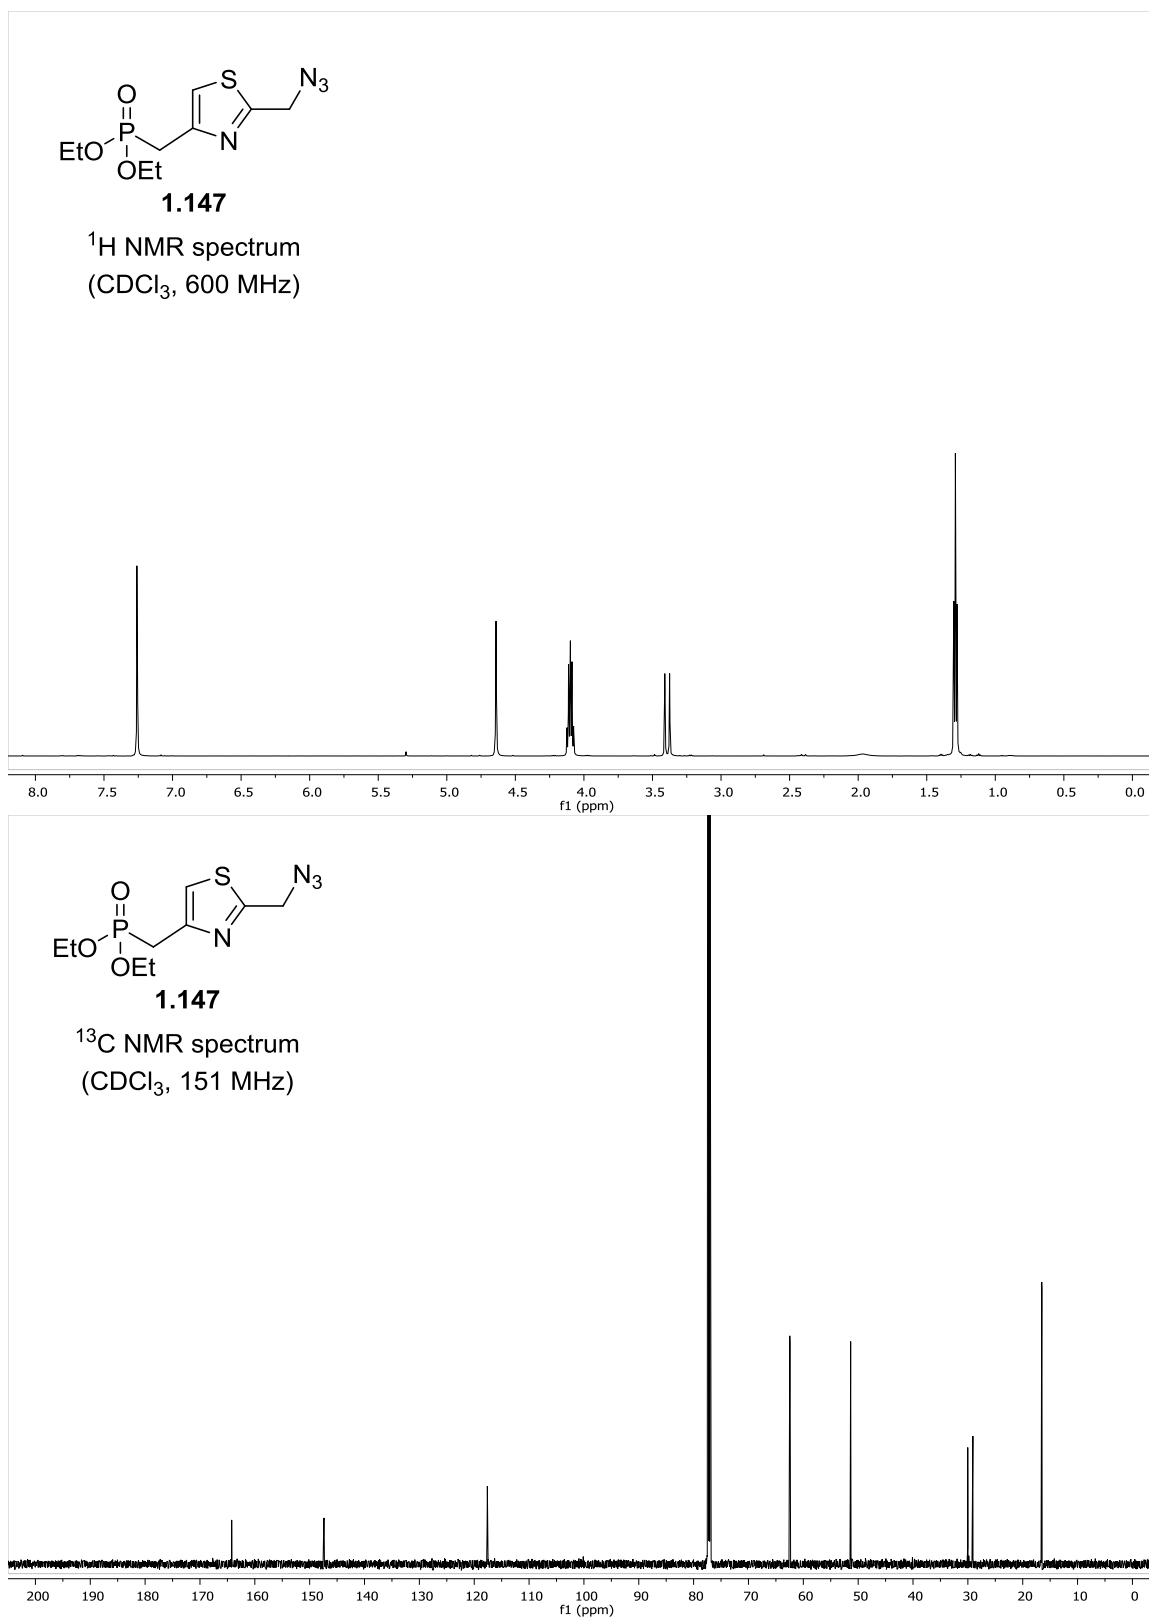 S
N₃
O
P
EtO
OEt
N
1.147
¹H NMR spectrum
(CDCl₃, 600 MHz)
8.0 7.5 7.0 6.5 6.0 5.5 5.0 4.5 4.0 3.5 3.0 2.5 2.0 1.5 1.0 0.5 0.0
f1 (ppm)
S
N₃
O
P
EtO
OEt
N
1.147
¹³C NMR spectrum
(CDCl₃, 151 MHz)
200 190 180 170 160 150 140 130 120 110 100 90 80 70 60 50 40 30 20 10 0
f1 (ppm)